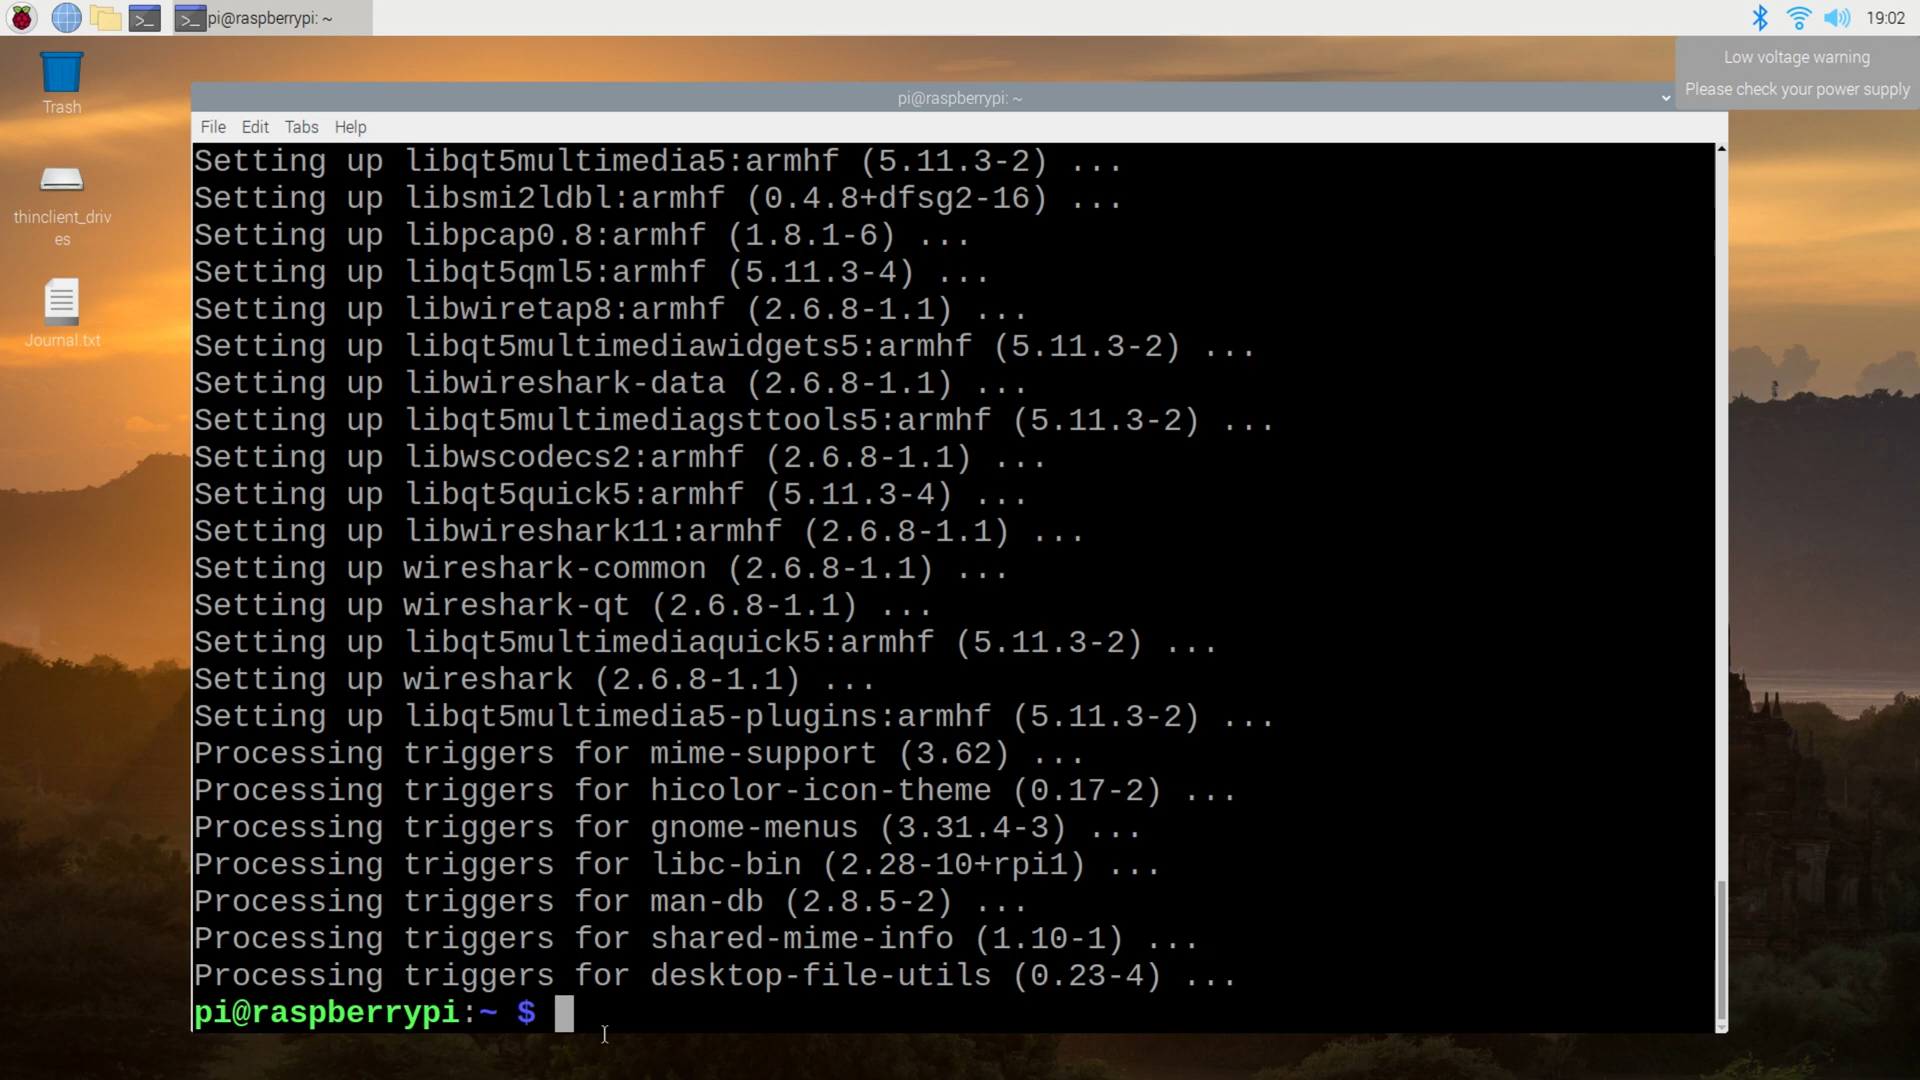 pi@raspberrypi: ~
19:02
Low voltage warning
Please check your power supply
Trash
thinclient_driv
es
Journal.txt
pi@raspberrypi: ~
File Edit Tabs Help
Setting up libqt5multimedia5:armhf (5.11.3-2) ...
Setting up libsmi2ldbl:armhf (0.4.8+dfsg2-16) ...
Setting up libpcap0.8:armhf (1.8.1-6) ...
Setting up libqt5qml5:armhf (5.11.3-4) ...
Setting up libwiretap8:armhf (2.6.8-1.1) ...
Setting up libqt5multimediawidgets5:armhf (5.11.3-2) ...
Setting up libwireshark-data (2.6.8-1.1) ...
Setting up libqt5multimediagsttools5:armhf (5.11.3-2) ...
Setting up libwscodecs2:armhf (2.6.8-1.1) ...
Setting up libqt5quick5:armhf (5.11.3-4) ...
Setting up libwireshark11:armhf (2.6.8-1.1) ...
Setting up wireshark-common (2.6.8-1.1) ...
Setting up wireshark-qt (2.6.8-1.1) ...
Setting up libqt5multimediaquick5:armhf (5.11.3-2) ...
Setting up wireshark (2.6.8-1.1) ...
Setting up libqt5multimedia5-plugins:armhf (5.11.3-2) ...
Processing triggers for mime-support (3.62) ...
Processing triggers for hicolor-icon-theme (0.17-2) ...
Processing triggers for gnome-menus (3.31.4-3) ...
Processing triggers for libc-bin (2.28-10+rpi1) ...
Processing triggers for man-db (2.8.5-2) ...
Processing triggers for shared-mime-info (1.10-1) ...
Processing triggers for desktop-file-utils (0.23-4) ...
pi@raspberrypi:~ $